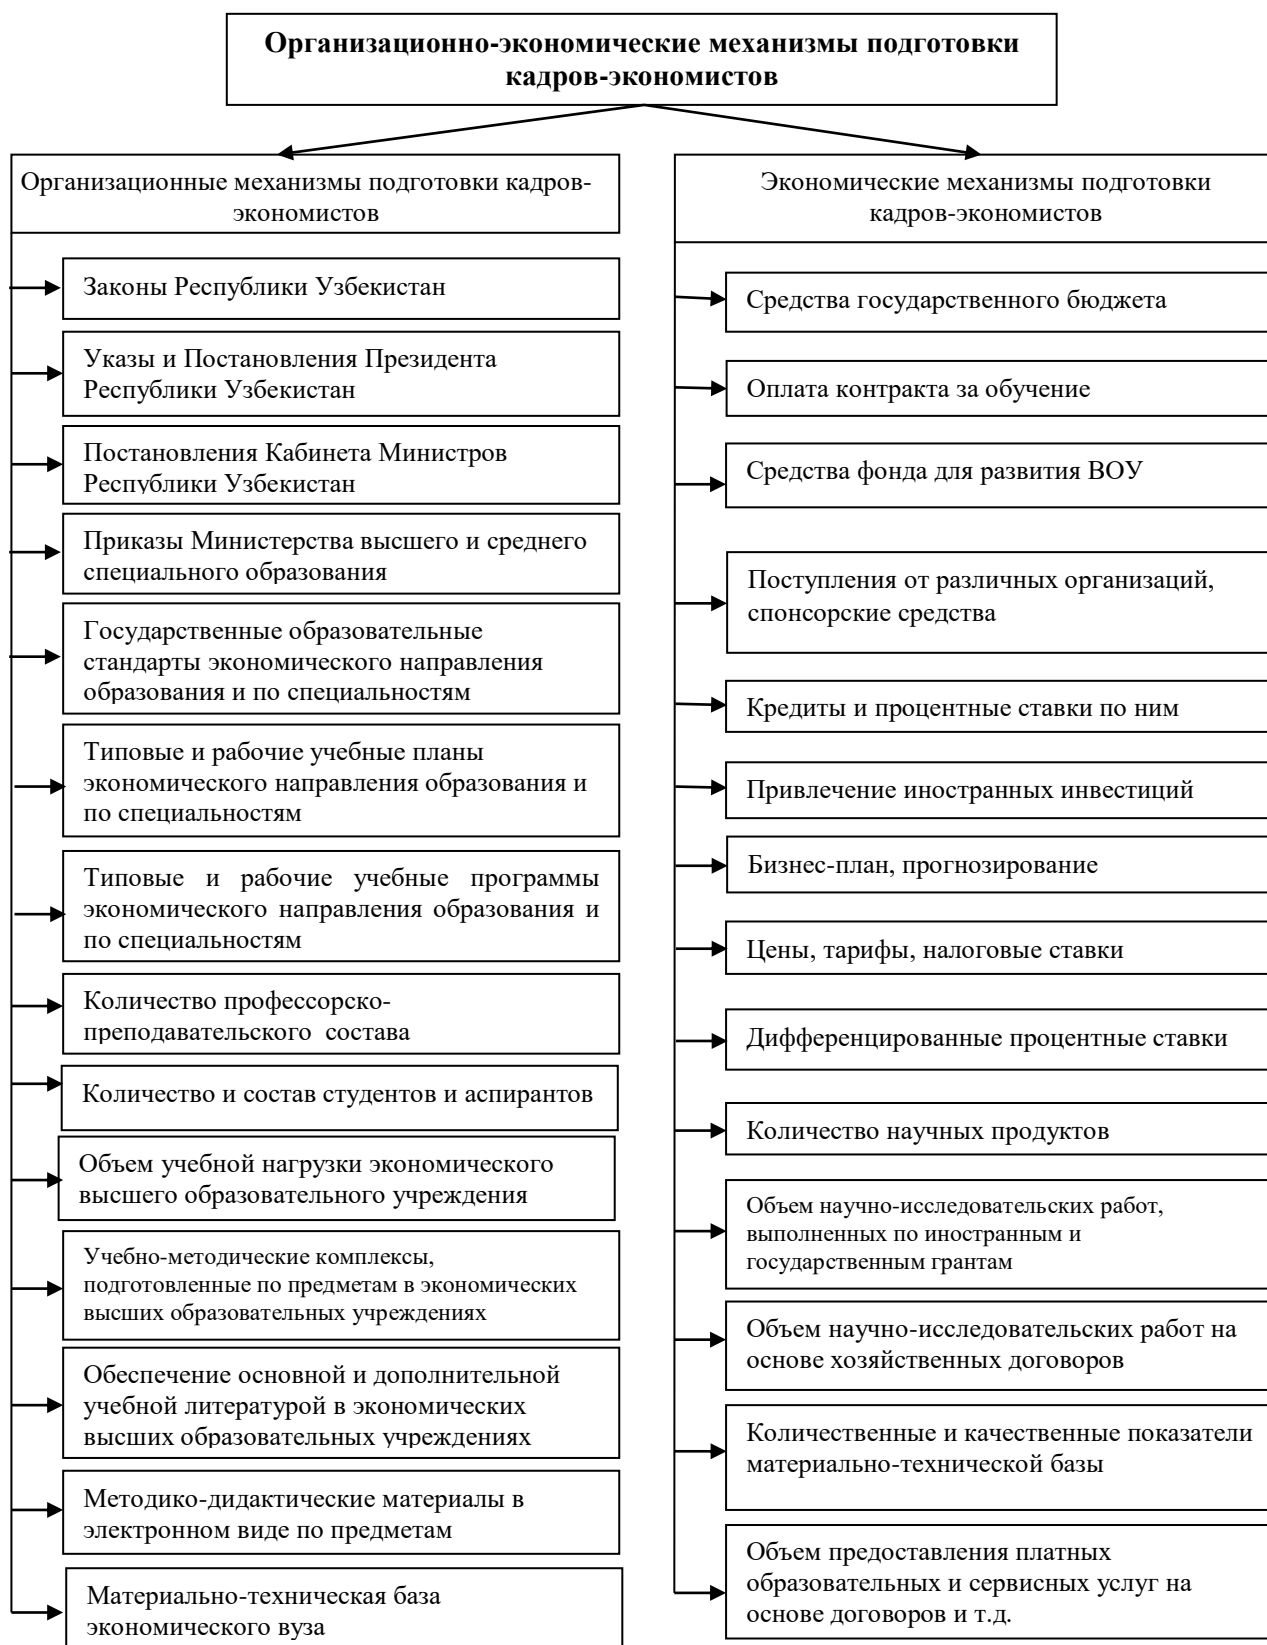 Организационно-экономические механизмы подготовки
кадров-экономистов
Организационные механизмы подготовки кадров-
экономистов
Законы Республики Узбекистан
Указы и Постановления Президента
Республики Узбекистан
Постановления Кабинета Министров
Республики Узбекистан
Приказы Министерства высшего и среднего
специального образования
Государственные образовательные
стандарты экономического направления
образования и по специальностям
Типовые и рабочие учебные планы
экономического направления образования и
по специальностям
Типовые и рабочие учебные программы
экономического направления образования и
по специальностям
Количество профессорско-
преподавательского состава
Количество и состав студентов и аспирантов
Объем учебной нагрузки экономического
высшего образовательного учреждения
Учебно-методические комплексы,
подготовленные по предметам в экономических
высших образовательных учреждениях
Обеспечение основной и дополнительной
учебной литературой в экономических
высших образовательных учреждениях
Методико-дидактические материалы в
электронном виде по предметам
Материально-техническая база
экономического вуза
Экономические механизмы подготовки
кадров-экономистов
Средства государственного бюджета
Оплата контракта за обучение
Средства фонда для развития ВОУ
Поступления от различных организаций,
спонсорские средства
Кредиты и процентные ставки по ним
Привлечение иностранных инвестиций
Бизнес-план, прогнозирование
Цены, тарифы, налоговые ставки
Дифференцированные процентные ставки
Количество научных продуктов
Объем научно-исследовательских работ,
выполненных по иностранным и
государственным грантам
Объем научно-исследовательских работ на
основе хозяйственных договоров
Количественные и качественные показатели
материально-технической базы
Объем предоставления платных
образовательных и сервисных услуг на
основе договоров и т.д.